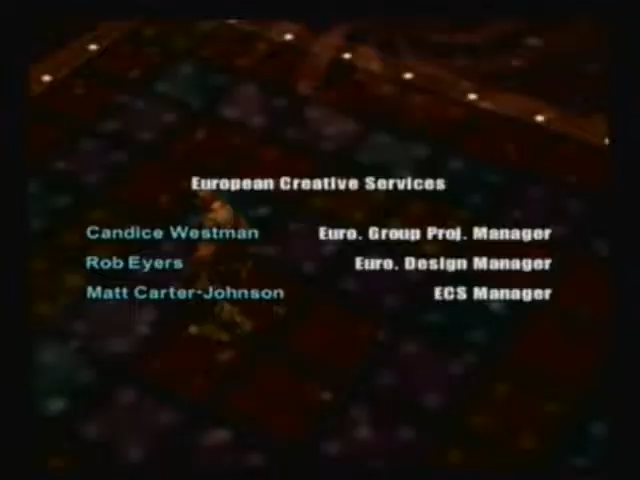 European Creative Services
Candice Westman Euro. Group Proj. Manager
Rob Eyers Euro. Design Manager
Matt Carter-Johnson ECS Manager